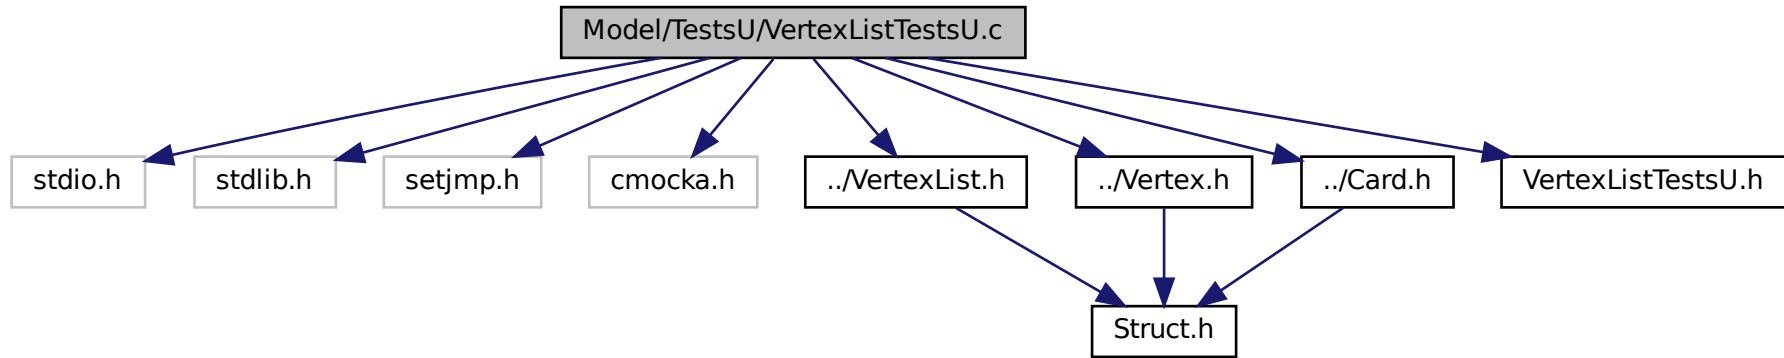 Model/TestsU/VertexListTestsU.c
stdio.h
stdlib.h
setjmp.h
cmocka.h
../VertexList.h
../Vertex.h
../Card.h
VertexListTestsU.h
Struct.h